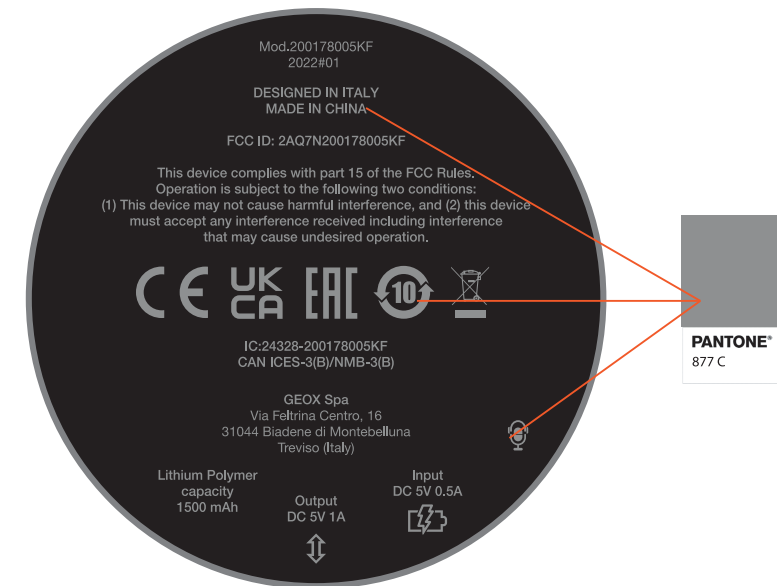 Mod.200178005KF
2022#01
DESIGNED IN ITALY
MADE IN CHINA
FCC ID: 2AQ7N200178005KF
This device complies with part 15 of the FCC Rules.
Operation is subject to the following two conditions:
(1) This device may not cause harmful interference, and (2) this device
must accept any interference received including interference
that may cause undesired operation.
CE UKCA EAC 10
IC:24328-200178005KF
CAN ICES-3(B)/NMB-3(B)
GEOX Spa
Via Feltrina Centro, 16
31044 Biadene di Montebelluna
Treviso (Italy)
Lithium Polymer
capacity
1500 mAh
Output
DC 5V 1A
Input
DC 5V 0.5A
PANTONE®
877 C